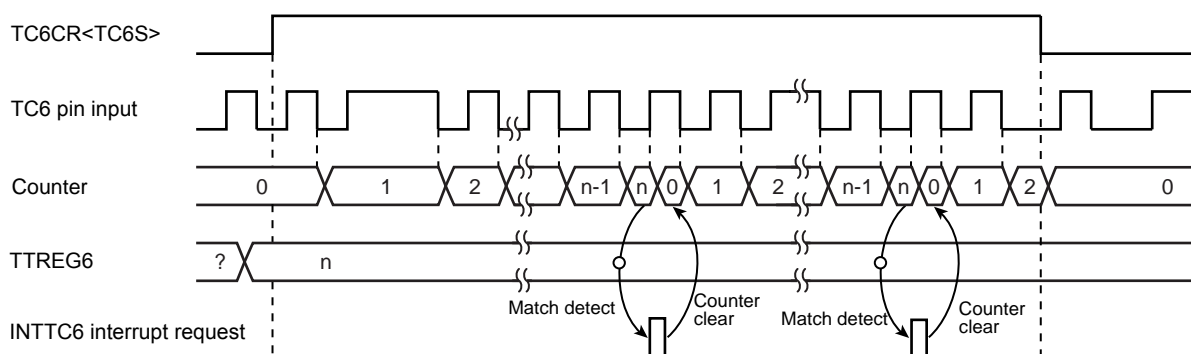 TC6CR<TC6S>
TC6 pin input
Counter
0 1 2 n-1 n 0 1 2 n-1 n 0 1 2 0
TTREG6
? n
Match detect
Counter
clear
Match detect
Counter
clear
INTTC6 interrupt request